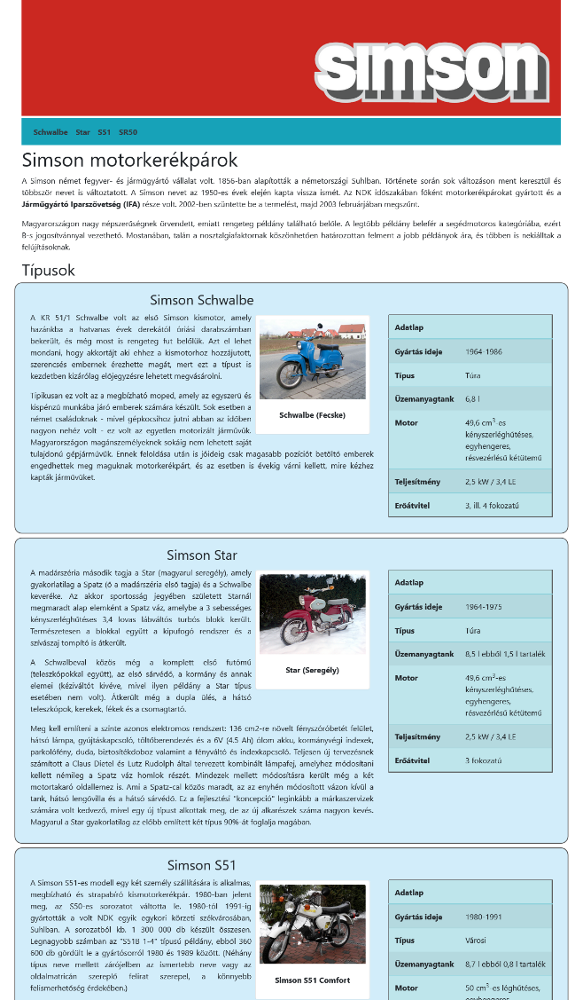 simson
Schwalbe Star S51 SR50
Simson motorkerékpárok
A Simson német fegyver- és járműgyártó vállalat volt. 1856-ban alapították a németországi Suhlban. Története során sok változáson ment keresztül és
többször nevet is változtatott. A Simson nevet az 1950-es évek elején kapta vissza ismét. Az NDK időszakában főként motorkerékpárokat gyártott és a
Járműgyártó Iparszövetség (IFA) része volt. 2002-ben szüntette be a termelést, majd 2003 februárjában megszűnt.
Magyarországon nagy népszerűségnek örvendett, emiatt rengeteg példány található belőle. A legtöbb példány belefér a segédmotoros kategóriába, ezért
B-s jogosítvánnyal vezethető. Mostanában, talán a nosztalgiafaktornak köszönhetően határozottan felment a jobb példányok ára, és többen is nekiálltak a
felújításoknak.
Típusok
Simson Schwalbe
A KR 51/1 Schwalbe volt az első Simson kismotor, amely
hazánkba a hatvanas évek derekától óriási darabszámban
bekerült, és még most is rengeteg fut belőlük. Azt el lehet
mondani, hogy akkortájt aki ehhez a kismotorhoz hozzájutott,
szerencsés embernek érezhette magát, mert ezt a típust is
kezdetben kizárólag előjegyzésre lehetett megvásárolni.
Tipikusan ez volt az a megbízható moped, amely az egyszerű és
kispénzű munkába járó emberek számára készült. Sok esetben a
német családoknak - mivel gépkocsihoz jutni abban az időben
nagyon nehéz volt - ez volt az egyetlen motorizált járművük.
Magyarországon magánszemélyeknek sokáig nem lehetett saját
tulajdonú gépjárművük. Ennek feloldása után is jóideig csak magasabb pozíciót betöltő emberek
engedhettek meg maguknak motorkerékpárt, és az esetben is évekig várni kellett, mire kézhez
kapták járművüket.
Schwalbe (Fecske)
Adatlap
Gyártás ideje 1964-1986
Típus Túra
Üzemanyagtank 6,8 l
Motor 49,6 cm3-es
kényszerléghűtéses,
egyhengeres,
résvezérlésű kétütemű
Teljesítmény 2,5 kW / 3,4 LE
Erőátvitel 3, ill. 4 fokozatú
Simson Star
A madárszéria második tagja a Star (magyarul seregély), amely
gyakorlatilag a Spatz (ő a madárszéria első tagja) és a Schwalbe
keveréke. Az akkor sportosság jegyében született Starnál
megmaradt alap elemként a Spatz váz, amelybe a 3 sebességes
kényszerléghűtéses 3,4 lovas lábváltós turbós blokk került.
Természetesen a blokkal együtt a kipufogó rendszer és a
szívászaj tompító is átkerült.
A Schwalbeval közös még a komplett első futómű
(teleszkópokkal együtt), az első sárvédő, a kormány és annak
elemei (kéziváltót kivéve, mivel ilyen példány a Star típus
esetében nem volt). Átkerült még a dupla ülés, a hátsó
teleszkópok, kerekek, fékek és a csomagtartó.
Meg kell említeni a szinte azonos elektromos rendszert: 136 cm2-re növelt fényszóróbetét felület,
hátsó lámpa, gyújtáskapcsoló, töltőberendezés és a 6V (4.5 Ah) ólom akku, kormányvégi indexek,
parkolófény, duda, biztosítékdoboz valamint a fényváltó és indexkapcsoló. Teljesen új tervezésnek
számított a Claus Dietel és Lutz Rudolph által tervezett kombinált lámpafej, amelyhez módosítani
kellett némileg a Spatz váz homlok részét. Mindezek mellett módosításra került még a két
motortakaró oldallemez is. Ami a Spatz-cal közös maradt, az az enyhén módosított vázon kívül a
tank, hátsó lengővilla és a hátsó sárvédő. Ez a fejlesztési "koncepció" leginkább a márkaszervizek
számára volt kedvező, mivel egy új típust alkottak meg, de az új alkarészek száma nagyon kevés.
Magyarul a Star gyakorlatilag az előbb említett két típus 90%-át foglalja magában.
Star (Seregély)
Adatlap
Gyártás ideje 1964-1975
Típus Túra
Üzemanyagtank 8,5 l ebből 1,5 l tartalék
Motor 49,6 cm3-es
kényszerléghűtéses,
egyhengeres,
résvezérlésű kétütemű
Teljesítmény 2,5 kW / 3,4 LE
Erőátvitel 3 fokozatú
Simson S51
A Simson S51-es modell egy két személy szállítására is alkalmas,
megbízható és strapabíró kismotorkerékpár. 1980-ban jelent
meg, az S50-es sorozatot váltotta le. 1980-tól 1991-ig
gyártották a volt NDK egyik egykori körzeti székvárosában,
Suhlban. A sorozatból kb. 1 300 000 db készült összesen.
Legnagyobb számban az "S51B 1-4" típusú példány, ebből 360
600 db gördült le a gyártósorról 1980 és 1989 között. (Néhány
típus neve mellett zárójelben az ismertebb neve vagy az
oldalmatricán szereplő felirat szerepel, a könnyebb
felismerhetőség érdekében.)
Simson S51 Comfort
Adatlap
Gyártás ideje 1980-1991
Típus Városi
Üzemanyagtank 8,7 l ebből 0,8 l tartalék
Motor 50 cm3-es léghűtéses,